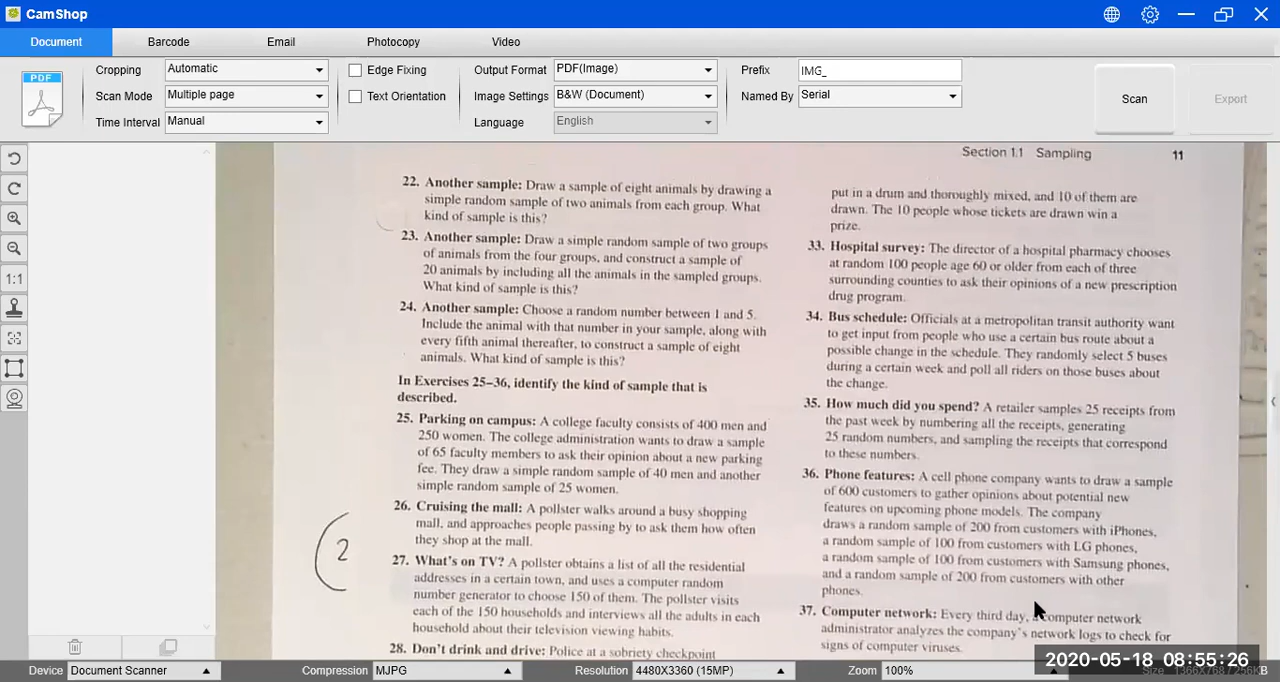 CamShop
Document Barcode Email Photocopy Video
PDF
Cropping Automatic
Scan Mode Multiple page
Time Interval Manual
Edge Fixing
Text Orientation
Output Format PDF(Image)
Image Settings B&W (Document)
Language English
Prefix IMG_
Named By Serial
Scan
Export
1:1
Section 1.1 Sampling 11
22. Another sample: Draw a sample of eight animals by drawing a
simple random sample of two animals from each group. What
kind of sample is this?
23. Another sample: Draw a simple random sample of two groups
of animals from the four groups, and construct a sample of
20 animals by including all the animals in the sampled groups.
What kind of sample is this?
24. Another sample: Choose a random number between 1 and 5.
Include the animal with that number in your sample, along with
every fifth animal thereafter, to construct a sample of eight
animals. What kind of sample is this?
In Exercises 25–36, identify the kind of sample that is
described.
25. Parking on campus: A college faculty consists of 400 men and
250 women. The college administration wants to draw a sample
of 65 faculty members to ask their opinion about a new parking
fee. They draw a simple random sample of 40 men and another
simple random sample of 25 women.
26. Cruising the mall: A pollster walks around a busy shopping
mall, and approaches people passing by to ask them how often
they shop at the mall.
2
27. What's on TV? A pollster obtains a list of all the residential
addresses in a certain town, and uses a computer random
number generator to choose 150 of them. The pollster visits
each of the 150 households and interviews all the adults in each
household about their television viewing habits.
28. Don't drink and drive: Police at a sobriety checkpoint
put in a drum and thoroughly mixed, and 10 of them are
drawn. The 10 people whose tickets are drawn win a
prize.
33. Hospital survey: The director of a hospital pharmacy chooses
at random 100 people age 60 or older from each of three
surrounding counties to ask their opinions of a new prescription
drug program.
34. Bus schedule: Officials at a metropolitan transit authority want
to get input from people who use a certain bus route about a
possible change in the schedule. They randomly select 5 buses
during a certain week and poll all riders on those buses about
the change.
35. How much did you spend? A retailer samples 25 receipts from
the past week by numbering all the receipts, generating
25 random numbers, and sampling the receipts that correspond
to these numbers.
36. Phone features: A cell phone company wants to draw a sample
of 600 customers to gather opinions about potential new
features on upcoming phone models. The company
draws a random sample of 200 from customers with iPhones,
a random sample of 100 from customers with LG phones,
a random sample of 100 from customers with Samsung phones,
and a random sample of 200 from customers with other
phones.
37. Computer network: Every third day, a computer network
administrator analyzes the company's network logs to check for
signs of computer viruses.
2020-05-18 08:55:26
Device Document Scanner Compression MJPG Resolution 4480X3360 (15MP) Zoom 100%